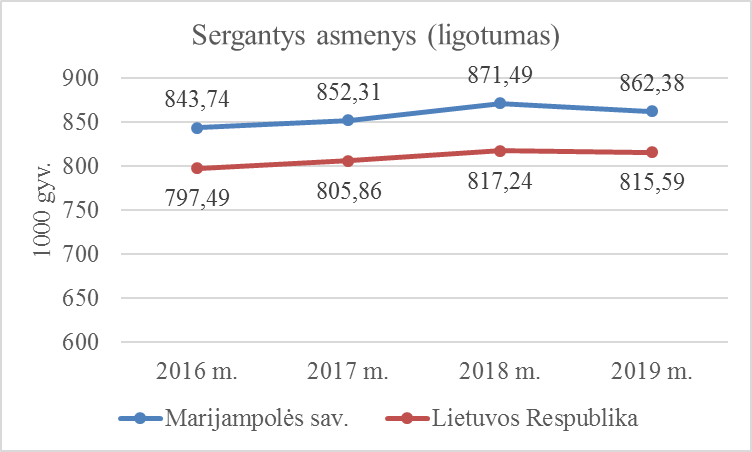 Sergantys asmenys (ligotumas)
1000 gyv.
900
850
800
750
700
650
600
843,74
852,31
871,49
862,38
797,49
805,86
817,24
815,59
2016 m.
2017 m.
2018 m.
2019 m.
Marijampolės sav.
Lietuvos Respublika